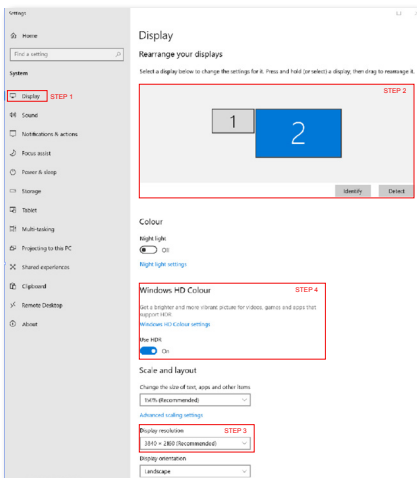 Settings
Home
Find a setting
System
Display STEP 1
Sound
Notifications & actions
Focus assist
Power & sleep
Storage
Tablet
Multi-tasking
Projecting to this PC
Shared experiences
Clipboard
Remote Desktop
About
Display
Rearrange your displays
Select a display below to change the settings for it. Press and hold (or select) a display, then drag to rearrange it.
STEP 2
1
2
Identify
Detect
Colour
Night light
Off
Night light settings
Windows HD Colour STEP 4
Get a brighter and more vibrant picture for videos, games and apps that
support HDR.
Windows HD Colour settings
Use HDR
On
Scale and layout
Change the size of text, apps and other items
150% (Recommended)
Advanced scaling settings
Display resolution STEP 3
3840 × 2160 (Recommended)
Display orientation
Landscape